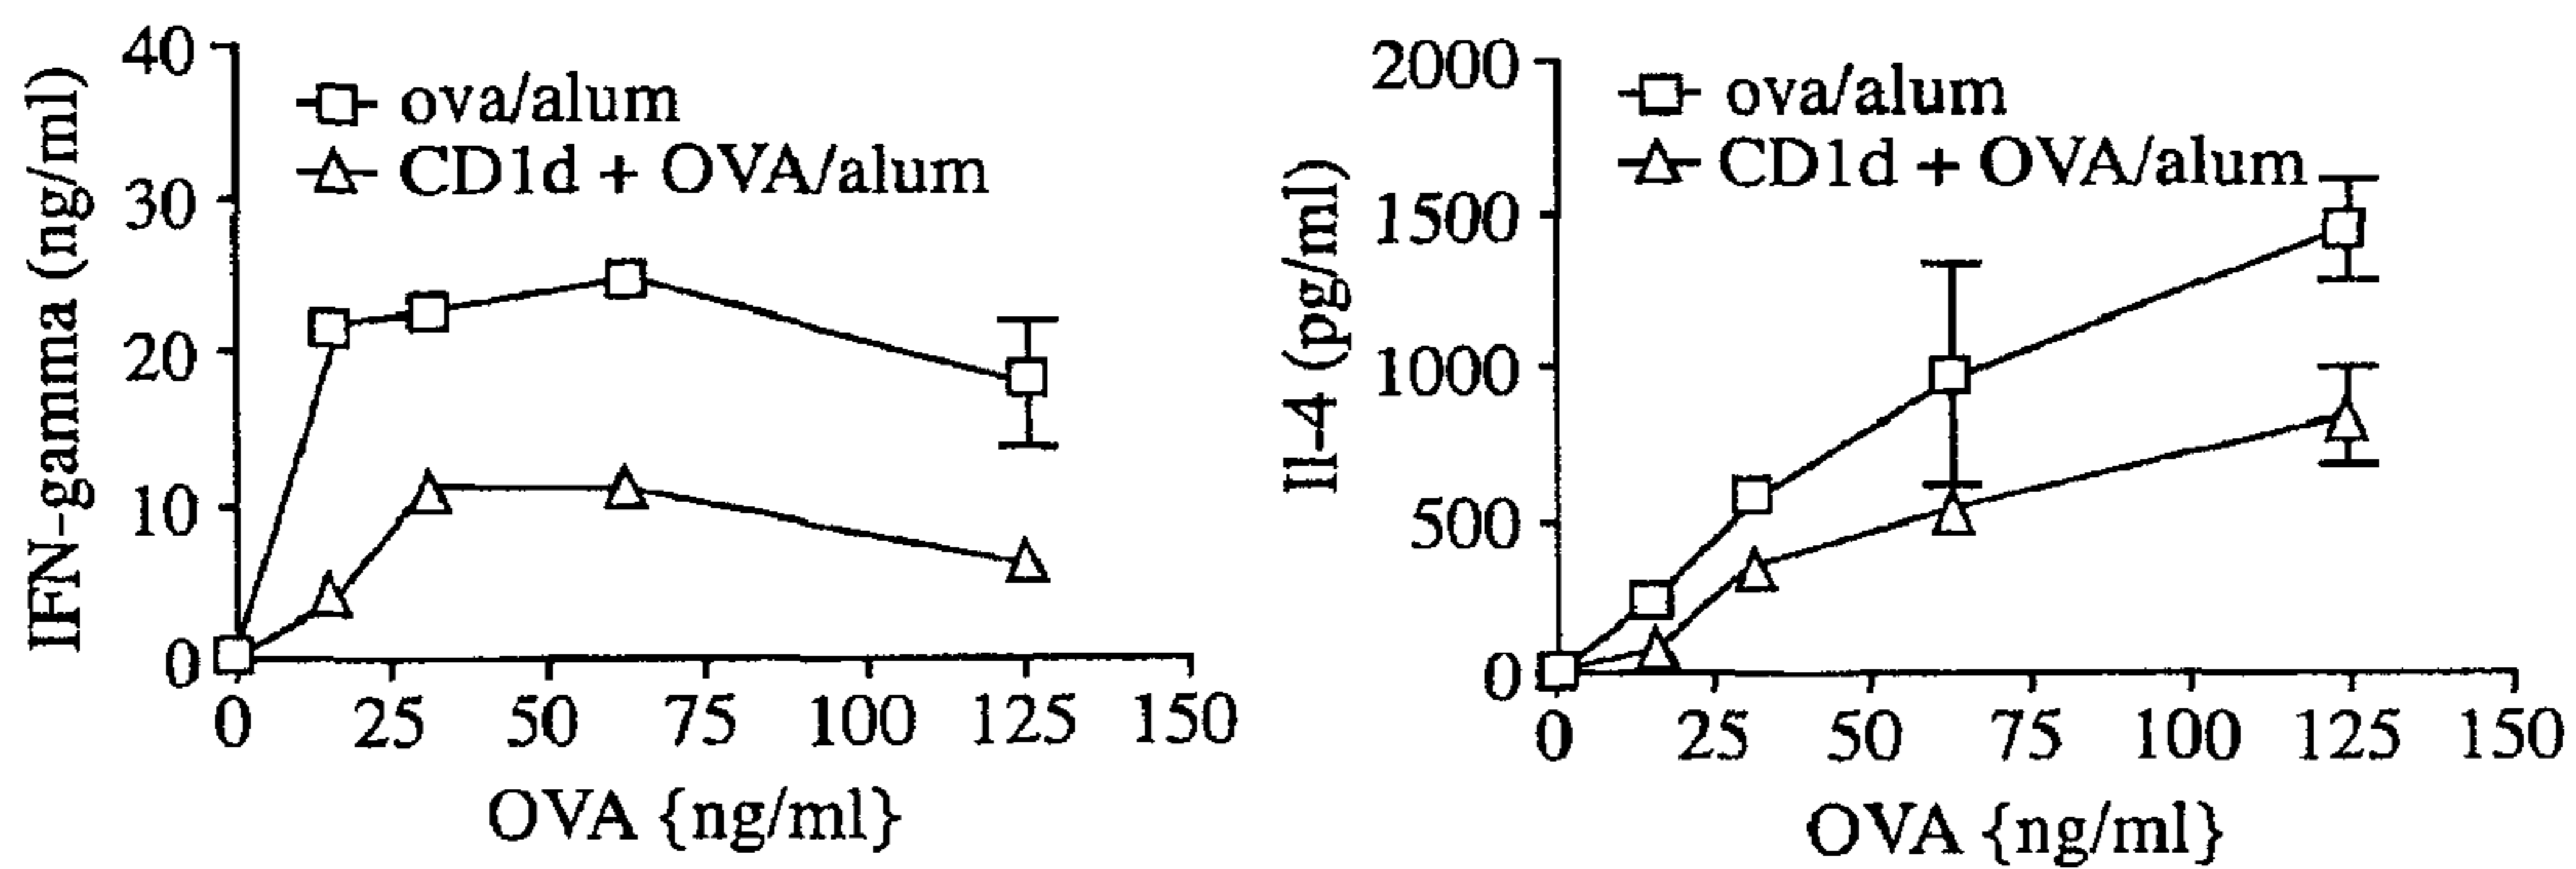 IFN-gamma (ng/ml)
40
30
20
10
0
ova/alum
CD1d + OVA/alum
0 25 50 75 100 125 150
OVA {ng/ml}
Il-4 (pg/ml)
2000
1500
1000
500
0
ova/alum
CD1d + OVA/alum
0 25 50 75 100 125 150
OVA {ng/ml}